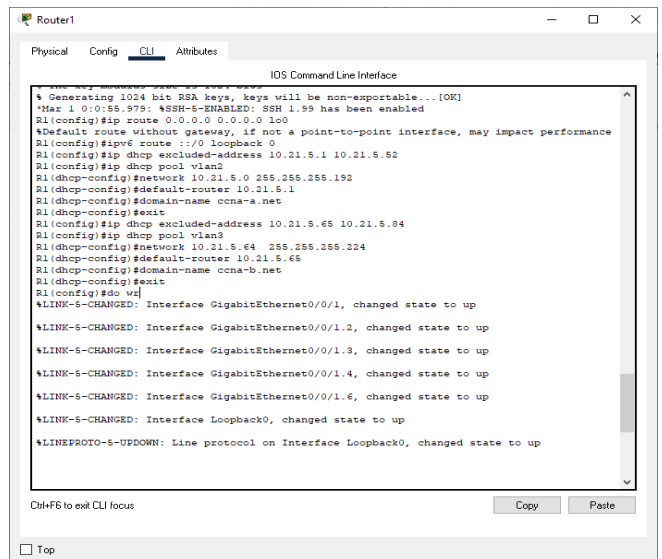 Router1
Physical Config CLI Attributes
IOS Command Line Interface
% Generating 1024 bit RSA keys, keys will be non-exportable...[OK]
*Mar 1 0:0:55.979: %SSH-5-ENABLED: SSH 1.99 has been enabled
R1(config)#ip route 0.0.0.0 0.0.0.0 lo0
%Default route without gateway, if not a point-to-point interface, may impact performance
R1(config)#ipv6 route ::/0 loopback 0
R1(config)#ip dhcp excluded-address 10.21.5.1 10.21.5.52
R1(config)#ip dhcp pool vlan2
R1(dhcp-config)#network 10.21.5.0 255.255.255.192
R1(dhcp-config)#default-router 10.21.5.1
R1(dhcp-config)#domain-name ccna-a.net
R1(dhcp-config)#exit
R1(config)#ip dhcp excluded-address 10.21.5.65 10.21.5.84
R1(config)#ip dhcp pool vlan3
R1(dhcp-config)#network 10.21.5.64  255.255.255.224
R1(dhcp-config)#default-router 10.21.5.65
R1(dhcp-config)#domain-name ccna-b.net
R1(dhcp-config)#exit
R1(config)#do wr
%LINK-5-CHANGED: Interface GigabitEthernet0/0/1, changed state to up
%LINK-5-CHANGED: Interface GigabitEthernet0/0/1.2, changed state to up
%LINK-5-CHANGED: Interface GigabitEthernet0/0/1.3, changed state to up
%LINK-5-CHANGED: Interface GigabitEthernet0/0/1.4, changed state to up
%LINK-5-CHANGED: Interface GigabitEthernet0/0/1.6, changed state to up
%LINK-5-CHANGED: Interface Loopback0, changed state to up
%LINEPROTO-5-UPDOWN: Line protocol on Interface Loopback0, changed state to up
Ctrl+F6 to exit CLI focus
Copy Paste
Top